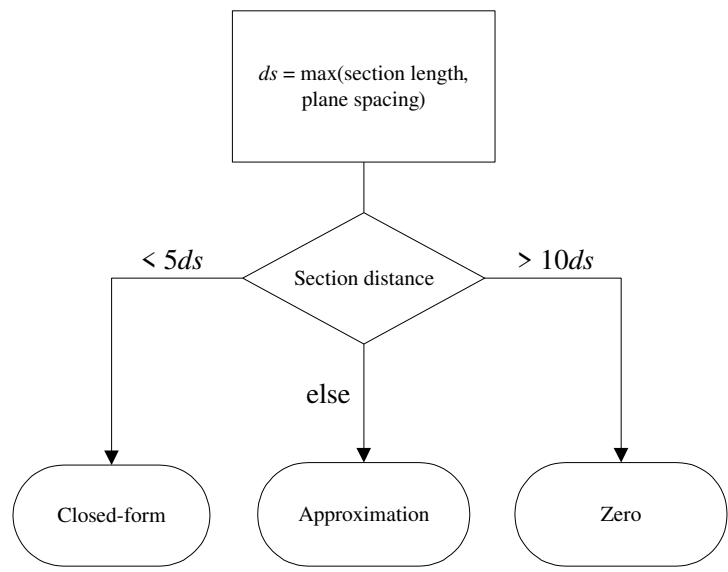 ds = max(section length,
plane spacing)
< 5ds
Section distance
> 10ds
else
Closed-form
Approximation
Zero